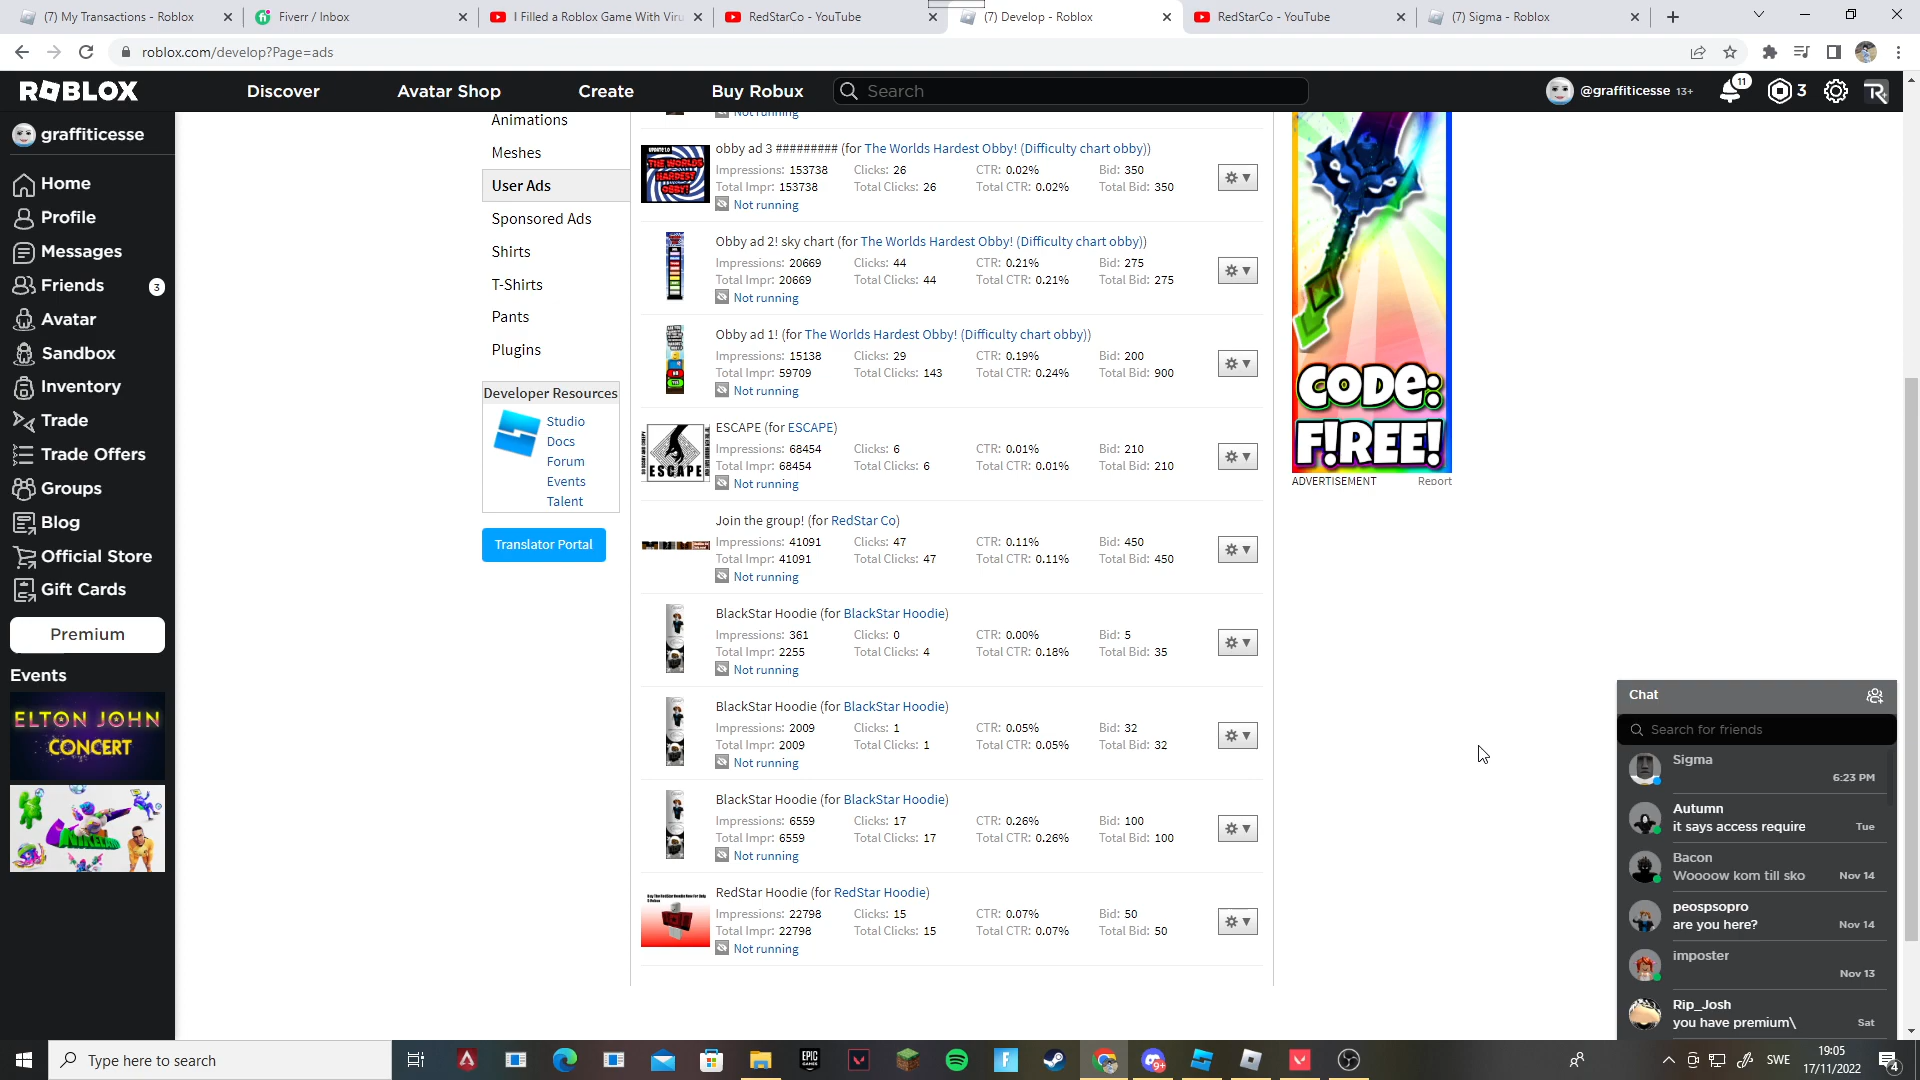 (7) My Transactions - Roblox
Fiverr / Inbox
I Filled a Roblox Game With Viru
RedStarCo - YouTube
(7) Develop - Roblox
RedStarCo - YouTube
(7) Sigma - Roblox
roblox.com/develop?Page=ads
ROBLOX
Discover
Avatar Shop
Create
Buy Robux
Search
@graffiticesse 13+
11
3
graffiticesse
Home
Profile
Messages
Friends
3
Avatar
Sandbox
Inventory
Trade
Trade Offers
Groups
Blog
Official Store
Gift Cards
Premium
Events
ELTON JOHN
CONCERT
Animations
Meshes
User Ads
Sponsored Ads
Shirts
T-Shirts
Pants
Plugins
Developer Resources
Studio
Docs
Forum
Events
Talent
Translator Portal
Not running
THE WORLDS
HARDEST
OBBY!
obby ad 3 ######### (for The Worlds Hardest Obby! (Difficulty chart obby))
Impressions: 153738 Clicks: 26 CTR: 0.02% Bid: 350
Total Impr: 153738 Total Clicks: 26 Total CTR: 0.02% Total Bid: 350
Not running
Obby ad 2! sky chart (for The Worlds Hardest Obby! (Difficulty chart obby))
Impressions: 20669 Clicks: 44 CTR: 0.21% Bid: 275
Total Impr: 20669 Total Clicks: 44 Total CTR: 0.21% Total Bid: 275
Not running
Obby ad 1! (for The Worlds Hardest Obby! (Difficulty chart obby))
Impressions: 15138 Clicks: 29 CTR: 0.19% Bid: 200
Total Impr: 59709 Total Clicks: 143 Total CTR: 0.24% Total Bid: 900
Not running
ESCAPE
ESCAPE (for ESCAPE)
Impressions: 68454 Clicks: 6 CTR: 0.01% Bid: 210
Total Impr: 68454 Total Clicks: 6 Total CTR: 0.01% Total Bid: 210
Not running
Join the group! (for RedStar Co)
Impressions: 41091 Clicks: 47 CTR: 0.11% Bid: 450
Total Impr: 41091 Total Clicks: 47 Total CTR: 0.11% Total Bid: 450
Not running
BlackStar Hoodie (for BlackStar Hoodie)
Impressions: 361 Clicks: 0 CTR: 0.00% Bid: 5
Total Impr: 2255 Total Clicks: 4 Total CTR: 0.18% Total Bid: 35
Not running
BlackStar Hoodie (for BlackStar Hoodie)
Impressions: 2009 Clicks: 1 CTR: 0.05% Bid: 32
Total Impr: 2009 Total Clicks: 1 Total CTR: 0.05% Total Bid: 32
Not running
BlackStar Hoodie (for BlackStar Hoodie)
Impressions: 6559 Clicks: 17 CTR: 0.26% Bid: 100
Total Impr: 6559 Total Clicks: 17 Total CTR: 0.26% Total Bid: 100
Not running
RedStar Hoodie (for RedStar Hoodie)
Impressions: 22798 Clicks: 15 CTR: 0.07% Bid: 50
Total Impr: 22798 Total Clicks: 15 Total CTR: 0.07% Total Bid: 50
Not running
CODE:
F!REE!
ADVERTISEMENT
Report
Chat
Search for friends
Sigma
6:23 PM
Autumn
it says access require Tue
Bacon
Woooow kom till sko Nov 14
peospsopro
are you here? Nov 14
imposter
Nov 13
Rip_Josh
you have premium\ Sat
Type here to search
EPIC
GAMES
9+
SWE
19:05
17/11/2022
4